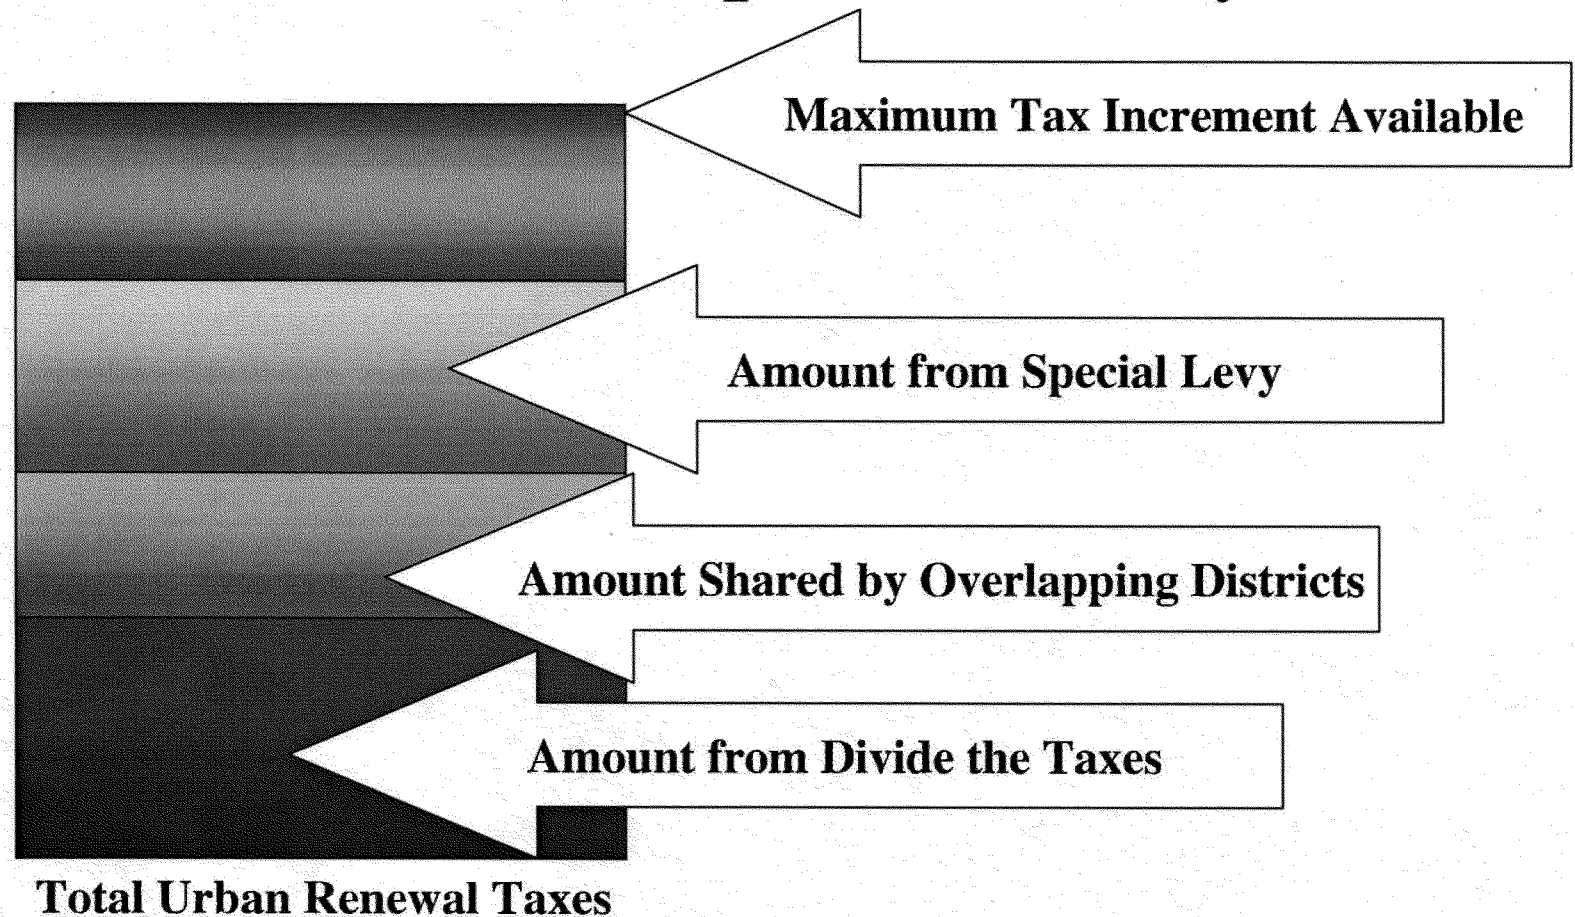 Maximum Tax Increment Available
Amount from Special Levy
Amount Shared by Overlapping Districts
Amount from Divide the Taxes
Total Urban Renewal Taxes